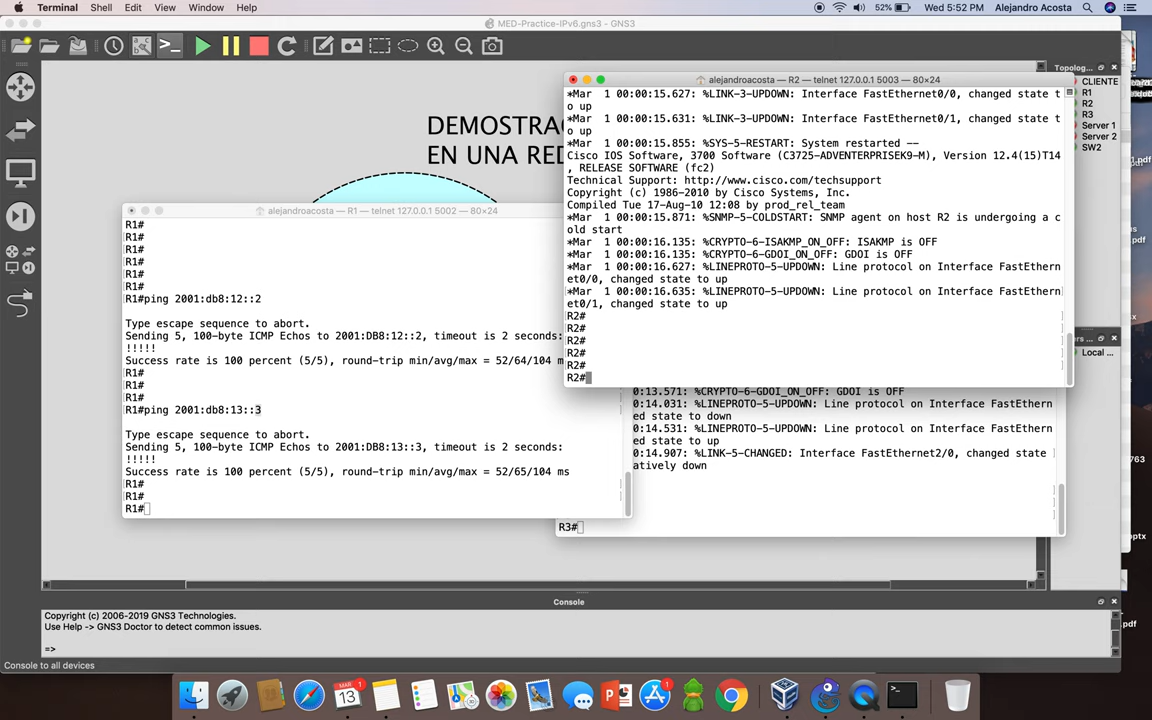 Terminal Shell Edit View Window Help
52% Wed 5:52 PM Alejandro Acosta
MED-Practice-IPv6.gns3 - GNS3
DEMOSTRAC
EN UNA RED
Topolog...
CLIENTE
R1
R2
R3
Server 1
Server 2
SW2
alejandroacosta — R2 — telnet 127.0.0.1 5003 — 80×24
*Mar 1 00:00:15.627: %LINK-3-UPDOWN: Interface FastEthernet0/0, changed state t
o up
*Mar 1 00:00:15.631: %LINK-3-UPDOWN: Interface FastEthernet0/1, changed state t
o up
*Mar 1 00:00:15.855: %SYS-5-RESTART: System restarted --
Cisco IOS Software, 3700 Software (C3725-ADVENTERPRISEK9-M), Version 12.4(15)T14
, RELEASE SOFTWARE (fc2)
Technical Support: http://www.cisco.com/techsupport
Copyright (c) 1986-2010 by Cisco Systems, Inc.
Compiled Tue 17-Aug-10 12:08 by prod_rel_team
*Mar 1 00:00:15.871: %SNMP-5-COLDSTART: SNMP agent on host R2 is undergoing a c
old start
*Mar 1 00:00:16.135: %CRYPTO-6-ISAKMP_ON_OFF: ISAKMP is OFF
*Mar 1 00:00:16.135: %CRYPTO-6-GDOI_ON_OFF: GDOI is OFF
*Mar 1 00:00:16.627: %LINEPROTO-5-UPDOWN: Line protocol on Interface FastEthern
et0/0, changed state to up
*Mar 1 00:00:16.635: %LINEPROTO-5-UPDOWN: Line protocol on Interface FastEthern
et0/1, changed state to up
R2#
R2#
R2#
R2#
R2#
R2#
alejandroacosta — R1 — telnet 127.0.0.1 5002 — 80×24
R1#
R1#
R1#
R1#
R1#
R1#
R1#ping 2001:db8:12::2
Type escape sequence to abort.
Sending 5, 100-byte ICMP Echos to 2001:DB8:12::2, timeout is 2 seconds:
!!!!!
Success rate is 100 percent (5/5), round-trip min/avg/max = 52/64/104 m
R1#
R1#
R1#
R1#ping 2001:db8:13::3
Type escape sequence to abort.
Sending 5, 100-byte ICMP Echos to 2001:DB8:13::3, timeout is 2 seconds:
!!!!!
Success rate is 100 percent (5/5), round-trip min/avg/max = 52/65/104 ms
R1#
R1#
R1#
0:13.571: %CRYPTO-6-GDOI_ON_OFF: GDOI is OFF
0:14.031: %LINEPROTO-5-UPDOWN: Line protocol on Interface FastEthern
ed state to down
0:14.531: %LINEPROTO-5-UPDOWN: Line protocol on Interface FastEthern
ed state to up
0:14.907: %LINK-5-CHANGED: Interface FastEthernet2/0, changed state
atively down
R3#
rs ...
Local ...
.pdf
us
.pdf
sx
763
pptx
.pdf
Console
Copyright (c) 2006-2019 GNS3 Technologies.
Use Help -> GNS3 Doctor to detect common issues.
=>
Console to all devices
MAR
13
1
1